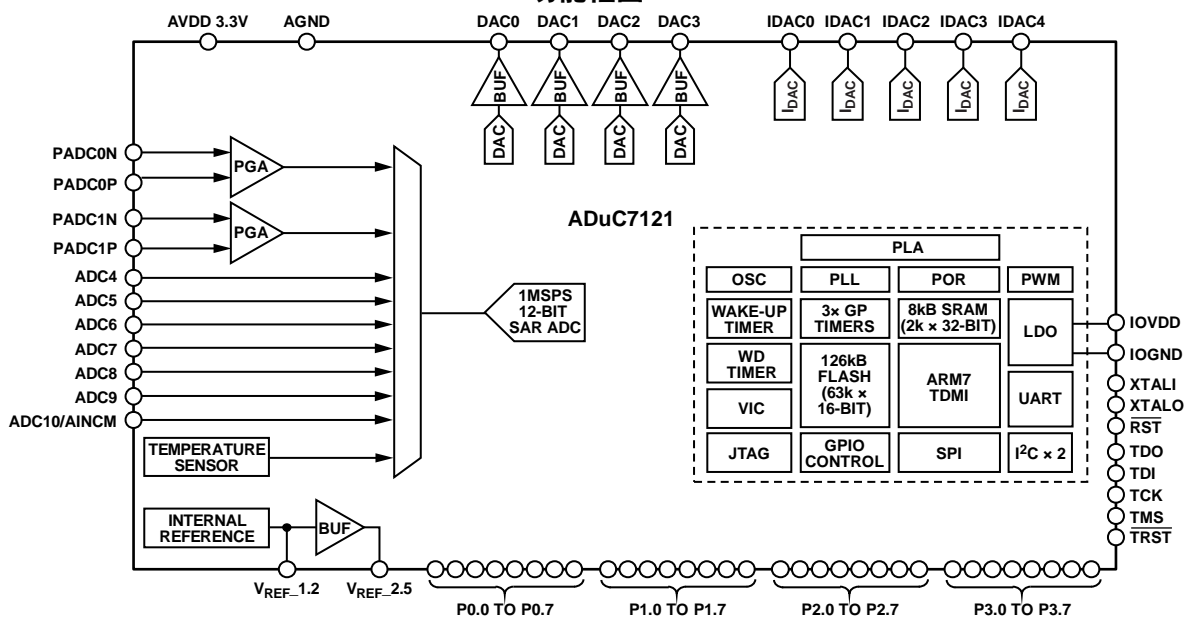 功能框图
AVDD 3.3V
AGND
DAC0
DAC1
DAC2
DAC3
IDAC0
IDAC1
IDAC2
IDAC3
IDAC4
BUF
BUF
BUF
BUF
DAC
DAC
DAC
DAC
IDAC
IDAC
IDAC
IDAC
IDAC
PADC0N
PADC0P
PGA
PADC1N
PADC1P
PGA
ADC4
ADC5
ADC6
ADC7
ADC8
ADC9
ADC10/AINCM
TEMPERATURE
SENSOR
INTERNAL
REFERENCE
BUF
1MSPS
12-BIT
SAR ADC
ADuC7121
PLA
OSC
PLL
POR
PWM
WAKE-UP
TIMER
3× GP
TIMERS
8kB SRAM
(2k × 32-BIT)
LDO
WD
TIMER
126kB
FLASH
(63k ×
16-BIT)
ARM7
TDMI
VIC
UART
JTAG
GPIO
CONTROL
SPI
I²C × 2
IOVDD
IOGND
XTALI
XTALO
RST
TDO
TDI
TCK
TMS
TRST
VREF_1.2
VREF_2.5
P0.0 TO P0.7
P1.0 TO P1.7
P2.0 TO P2.7
P3.0 TO P3.7